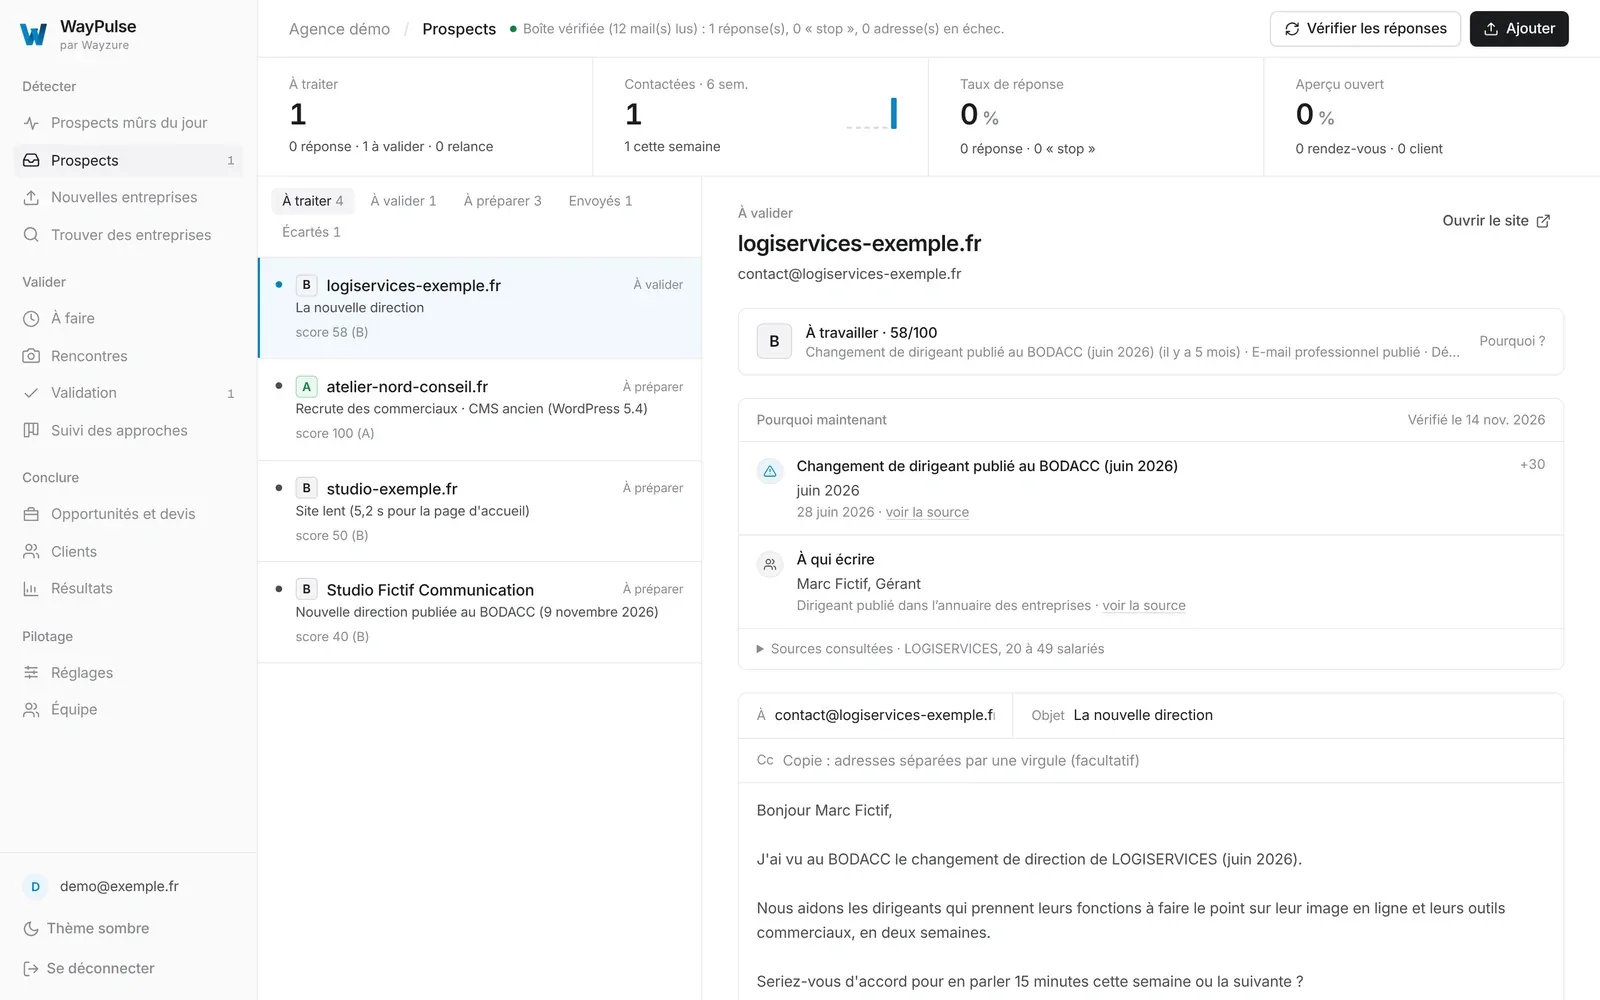 WayPulse
par Wayzure
Détecter
Prospects mûrs du jour
Prospects 1
Nouvelles entreprises
Trouver des entreprises
Valider
À faire
Rencontres
Validation 1
Suivi des approches
Conclure
Opportunités et devis
Clients
Résultats
Pilotage
Réglages
Équipe
D demo@exemple.fr
Thème sombre
Se déconnecter
Agence démo / Prospects Boîte vérifiée (12 mail(s) lus) : 1 réponse(s), 0 « stop », 0 adresse(s) en échec.
Vérifier les réponses
Ajouter
À traiter
1
0 réponse · 1 à valider · 0 relance
Contactées · 6 sem.
1
1 cette semaine
Taux de réponse
0 %
0 réponse · 0 « stop »
Aperçu ouvert
0 %
0 rendez-vous · 0 client
À traiter 4 À valider 1 À préparer 3 Envoyés 1
Écartés 1
B logiservices-exemple.fr À valider
La nouvelle direction
score 58 (B)
A atelier-nord-conseil.fr À préparer
Recrute des commerciaux · CMS ancien (WordPress 5.4)
score 100 (A)
B studio-exemple.fr À préparer
Site lent (5,2 s pour la page d'accueil)
score 50 (B)
B Studio Fictif Communication À préparer
Nouvelle direction publiée au BODACC (9 novembre 2026)
score 40 (B)
À valider
logiservices-exemple.fr
contact@logiservices-exemple.fr
Ouvrir le site
B À travailler · 58/100
Changement de dirigeant publié au BODACC (juin 2026) (il y a 5 mois) · E-mail professionnel publié · Dé...
Pourquoi ?
Pourquoi maintenant Vérifié le 14 nov. 2026
Changement de dirigeant publié au BODACC (juin 2026) +30
juin 2026
28 juin 2026 · voir la source
À qui écrire
Marc Fictif, Gérant
Dirigeant publié dans l’annuaire des entreprises · voir la source
Sources consultées · LOGISERVICES, 20 à 49 salariés
À contact@logiservices-exemple.f Objet La nouvelle direction
Cc Copie : adresses séparées par une virgule (facultatif)
Bonjour Marc Fictif,
J'ai vu au BODACC le changement de direction de LOGISERVICES (juin 2026).
Nous aidons les dirigeants qui prennent leurs fonctions à faire le point sur leur image en ligne et leurs outils
commerciaux, en deux semaines.
Seriez-vous d'accord pour en parler 15 minutes cette semaine ou la suivante ?